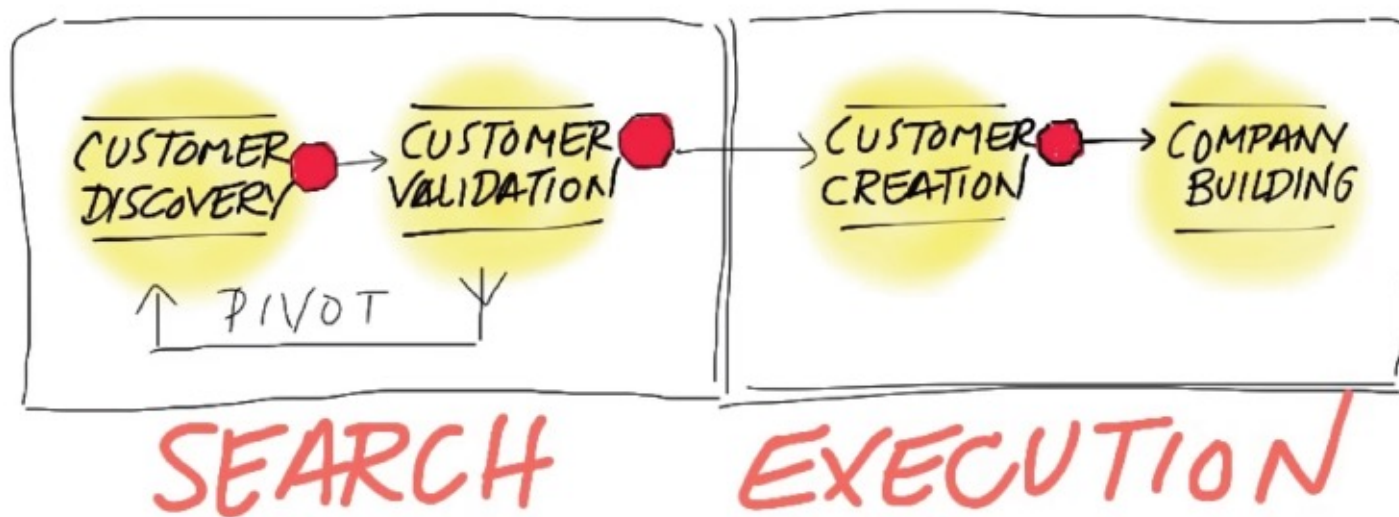 CUSTOMER
DISCOVERY
CUSTOMER
VALIDATION
CUSTOMER
CREATION
COMPANY
BUILDING
PIVOT
SEARCH
EXECUTION